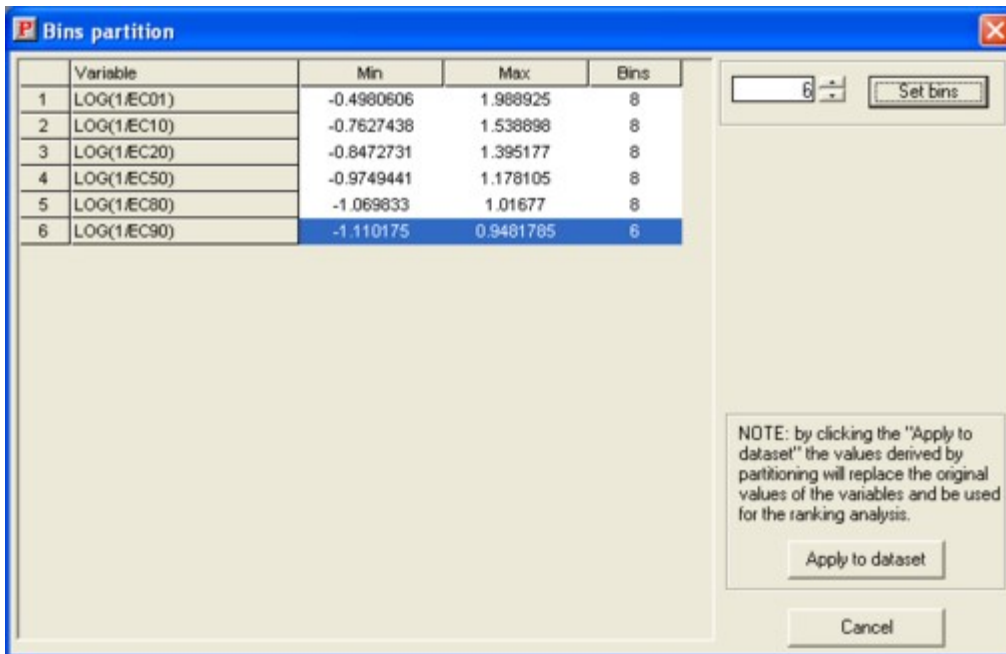 P Bins partition
Variable Min Max Bins
1 LOG(1/EC01) -0.4980606 1.988925 8
2 LOG(1/EC10) -0.7627438 1.538898 8
3 LOG(1/EC20) -0.8472731 1.395177 8
4 LOG(1/EC50) -0.9749441 1.178105 8
5 LOG(1/EC80) -1.069833 1.01677 8
6 LOG(1/EC90) -1.110175 0.9481785 6
6 Set bins
NOTE: by clicking the "Apply to
dataset" the values derived by
partitioning will replace the original
values of the variables and be used
for the ranking analysis.
Apply to dataset
Cancel